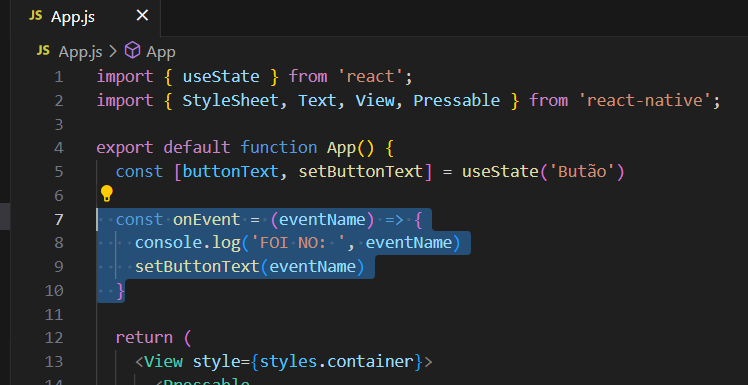 JS App.js ×
JS App.js > App
1 import { useState } from 'react';
2 import { StyleSheet, Text, View, Pressable } from 'react-native';
3
4 export default function App() {
5 const [buttonText, setButtonText] = useState('Butão')
6
7 const onEvent = (eventName) => {
8 console.log('FOI NO: ', eventName)
9 setButtonText(eventName)
10 }
11
12 return (
13 <View style={styles.container}>
14 <Pressable